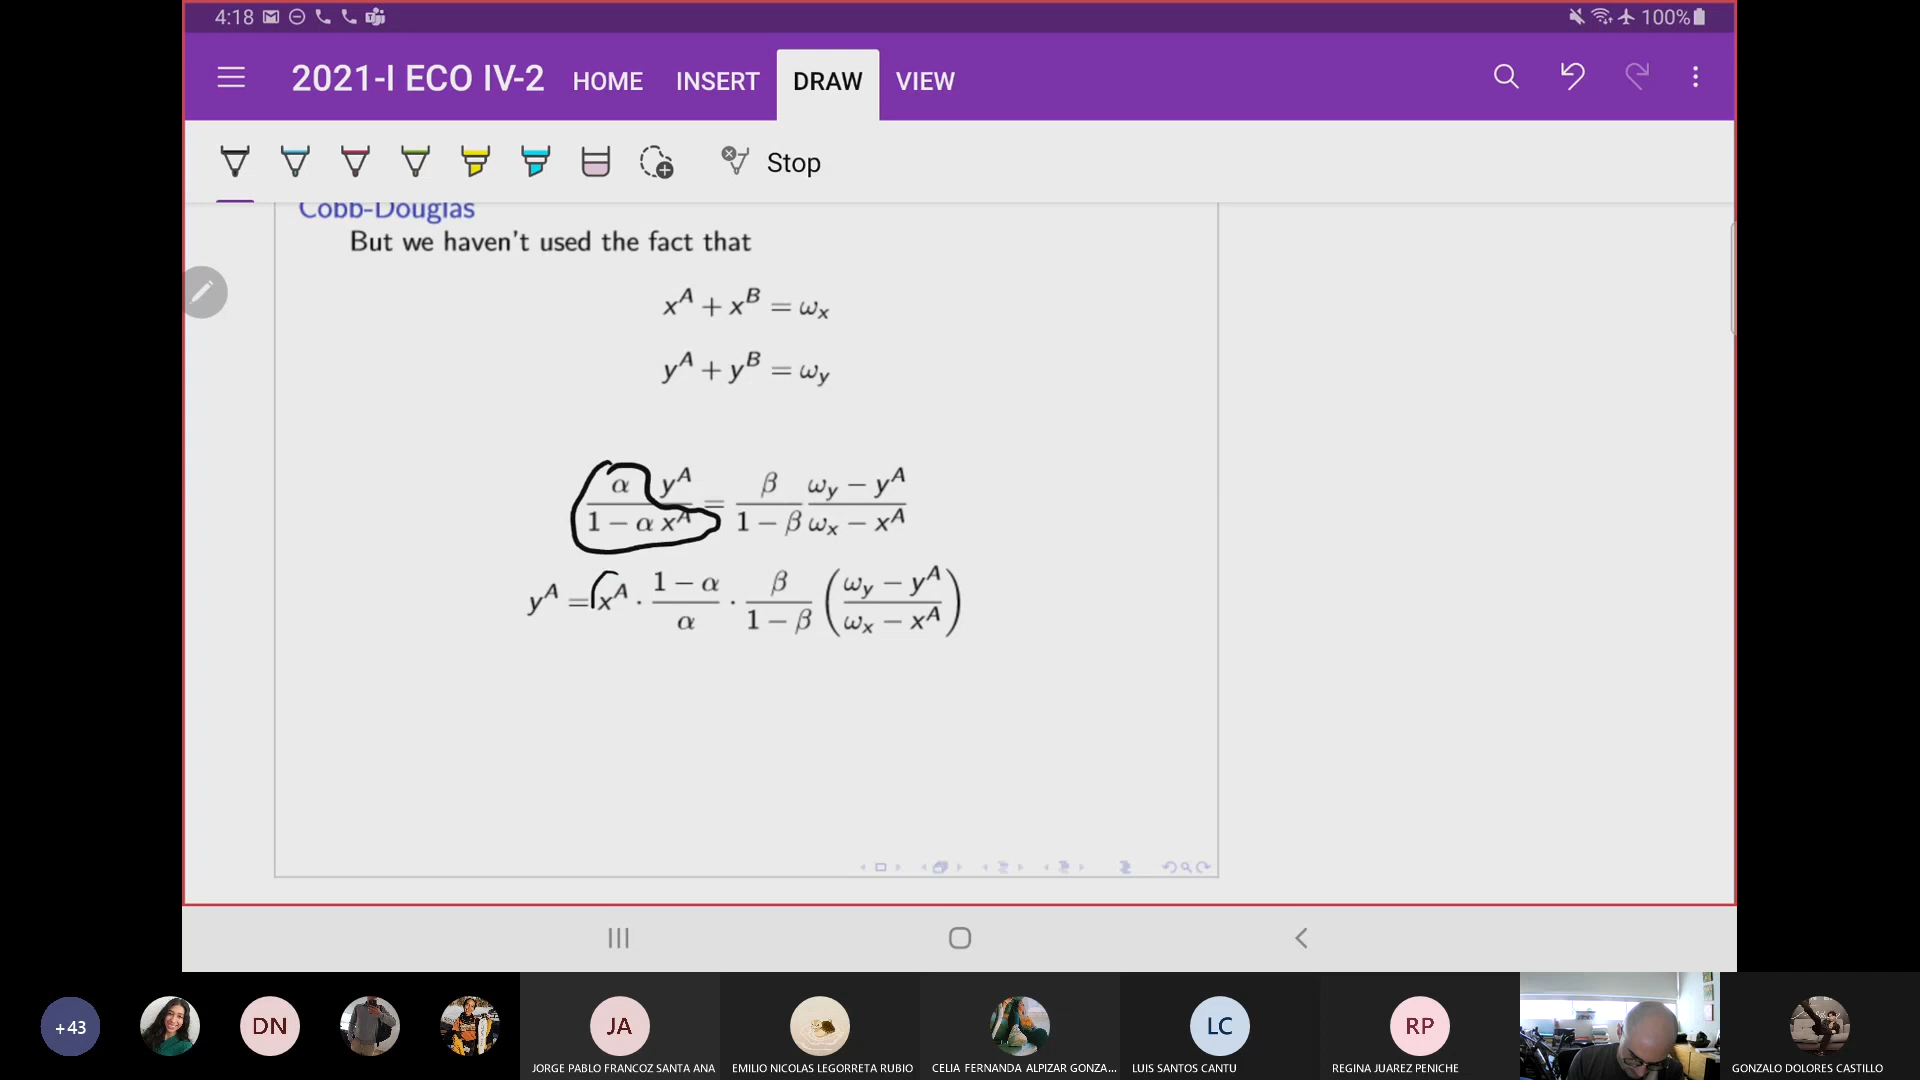 4:18 100%
2021-I ECO IV-2 HOME INSERT DRAW VIEW
Stop
Cobb-Douglas
But we haven't used the fact that
x^A + x^B = ω_x
y^A + y^B = ω_y
α/(1 − α) y^A/x^A = β/(1 − β) (ω_y − y^A)/(ω_x − x^A)
y^A = x^A · (1 − α)/α · β/(1 − β) ((ω_y − y^A)/(ω_x − x^A))
+43 DN JA LC RP
JORGE PABLO FRANCOZ SANTA ANA
EMILIO NICOLAS LEGORRETA RUBIO
CELIA FERNANDA ALPIZAR GONZA...
LUIS SANTOS CANTU
REGINA JUAREZ PENICHE
GONZALO DOLORES CASTILLO